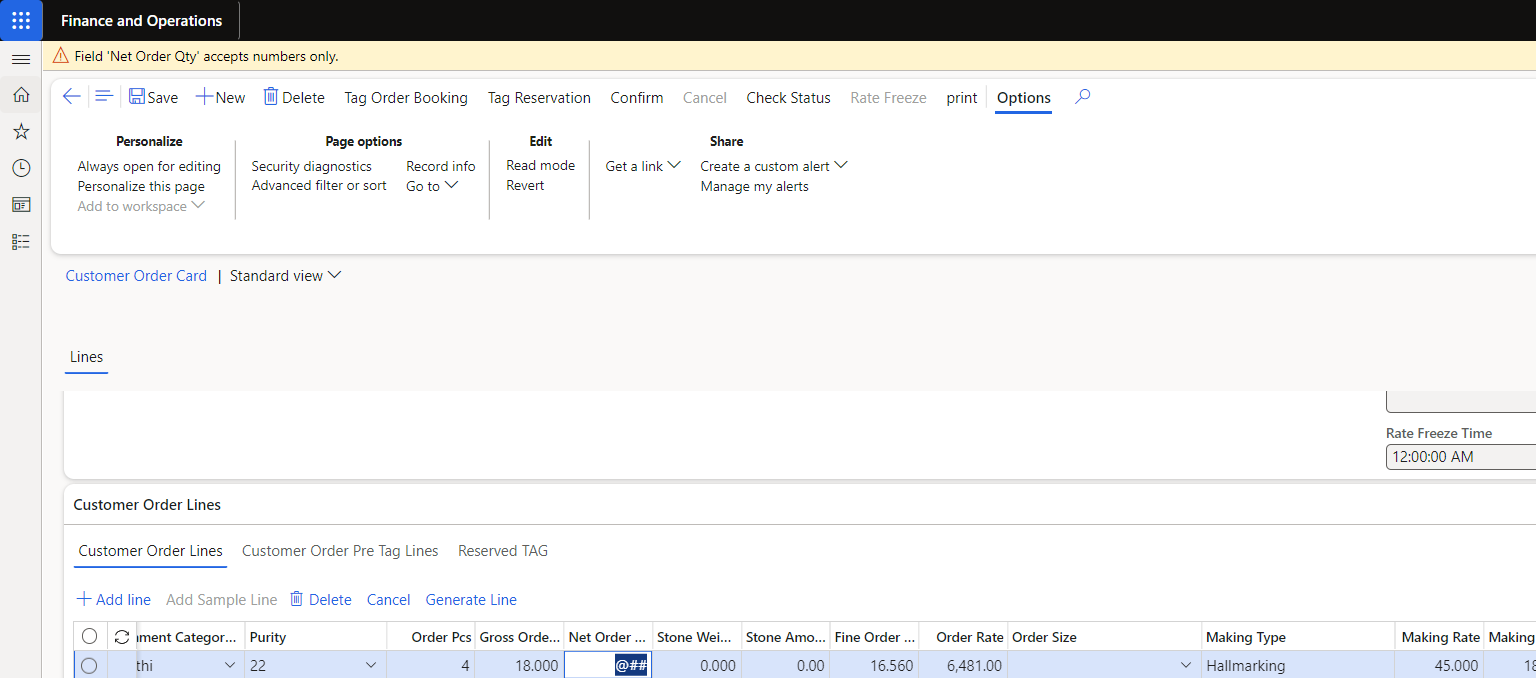 Finance and Operations
Field 'Net Order Qty' accepts numbers only.
Save New Delete Tag Order Booking Tag Reservation Confirm Cancel Check Status Rate Freeze print Options
Personalize Page options Edit Share
Always open for editing Security diagnostics Record info Read mode Get a link Create a custom alert
Personalize this page Advanced filter or sort Go to Revert Manage my alerts
Add to workspace
Customer Order Card | Standard view
Lines
Rate Freeze Time
12:00:00 AM
Customer Order Lines
Customer Order Lines Customer Order Pre Tag Lines Reserved TAG
Add line Add Sample Line Delete Cancel Generate Line
ment Categor... Purity Order Pcs Gross Orde... Net Order ... Stone Wei... Stone Amo... Fine Order ... Order Rate Order Size Making Type Making Rate Making
thi 22 4 18.000 @## 0.000 0.00 16.560 6,481.00 Hallmarking 45.000 18